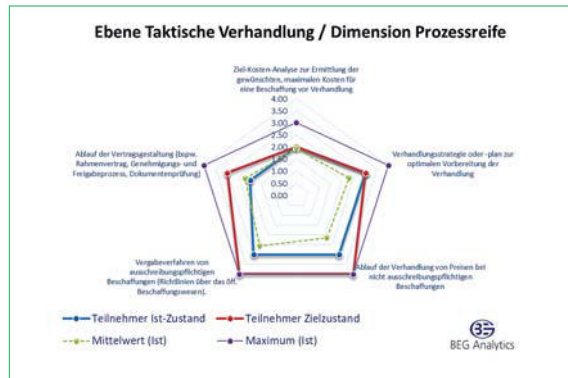 Ebene Taktische Verhandlung / Dimension Prozessreife
Ziel-Kosten-Analyse zur Ermittlung der
gewünschten, maximalen Kosten für
eine Beschaffung vor Verhandlung
4.00
3.50
3.00
2.50
2.00
1.50
1.00
0.50
0.00
Verhandlungsstrategie oder -plan zur
optimalen Vorbereitung der
Verhandlung
Ablauf der Verhandlung von Preisen bei
nicht ausschreibungspflichtigen
Beschaffungen
Vergabeverfahren von
ausschreibungspflichtigen
Beschaffungen (Richtlinien über das öff.
Beschaffungswesen).
Ablauf der Vertragsgestaltung (bspw.
Rahmenvertrag, Genehmigungs- und
Freigabeprozess, Dokumentenprüfung)
Teilnehmer Ist-Zustand
Teilnehmer Zielzustand
Mittelwert (Ist)
Maximum (Ist)
BEG
BEG Analytics